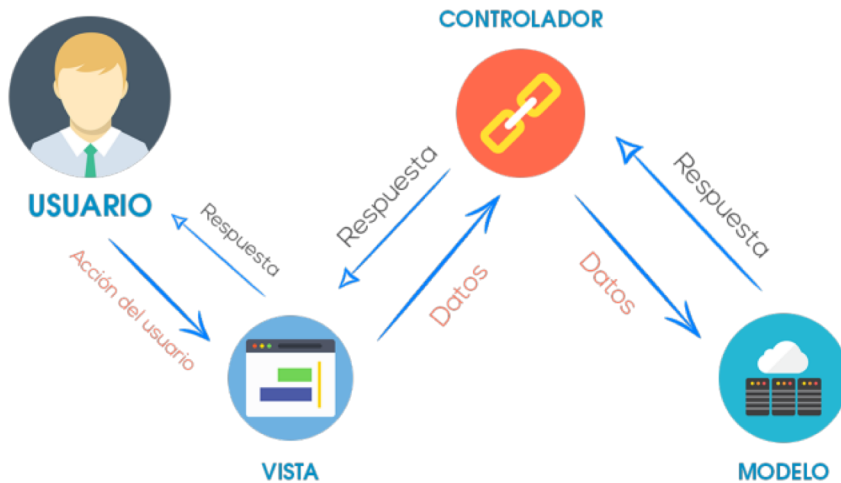 CONTROLADOR
USUARIO
Respuesta
Acción del usuario
Respuesta
Datos
Datos
Respuesta
VISTA
MODELO